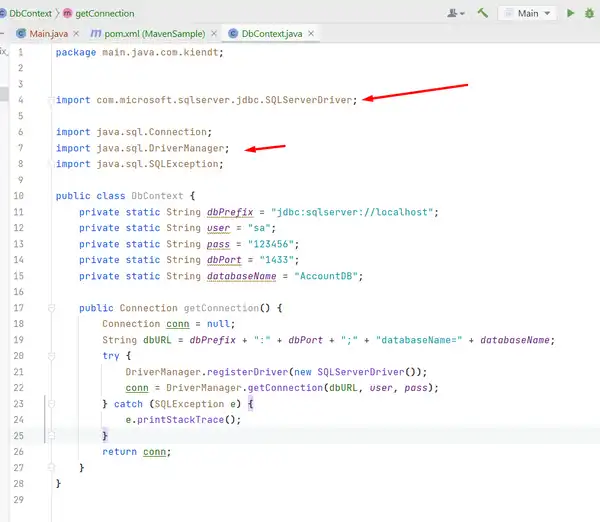 DbContext > getConnection
Main
Main.java × pom.xml (MavenSample) × DbContext.java ×
1 package main.java.com.kiendt;
2
3
4 import com.microsoft.sqlserver.jdbc.SQLServerDriver;
5
6 import java.sql.Connection;
7 import java.sql.DriverManager;
8 import java.sql.SQLException;
9
10 public class DbContext {
11 private static String dbPrefix = "jdbc:sqlserver://localhost";
12 private static String user = "sa";
13 private static String pass = "123456";
14 private static String dbPort = "1433";
15 private static String databaseName = "AccountDB";
16
17 public Connection getConnection() {
18 Connection conn = null;
19 String dbURL = dbPrefix + ":" + dbPort + ";" + "databaseName=" + databaseName;
20 try {
21 DriverManager.registerDriver(new SQLServerDriver());
22 conn = DriverManager.getConnection(dbURL, user, pass);
23 } catch (SQLException e) {
24 e.printStackTrace();
25 }
26 return conn;
27 }
28 }
29